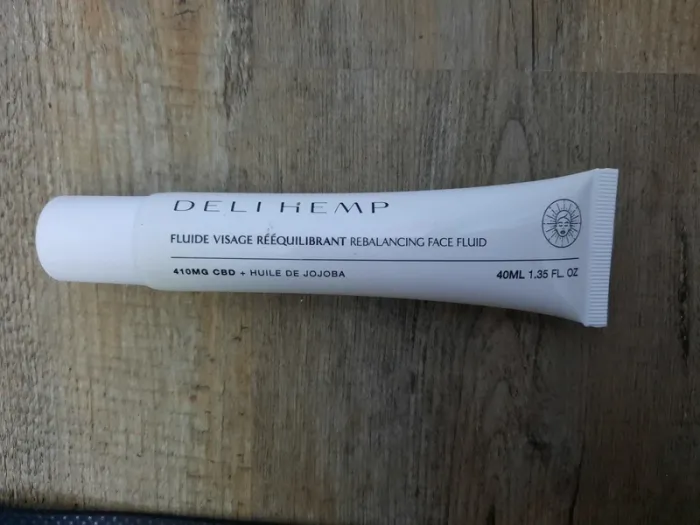 DELI HEMP
FLUIDE VISAGE RÉÉQUILIBRANT REBALANCING FACE FLUID
410MG CBD + HUILE DE JOJOBA 40ML 1.35 FL. OZ